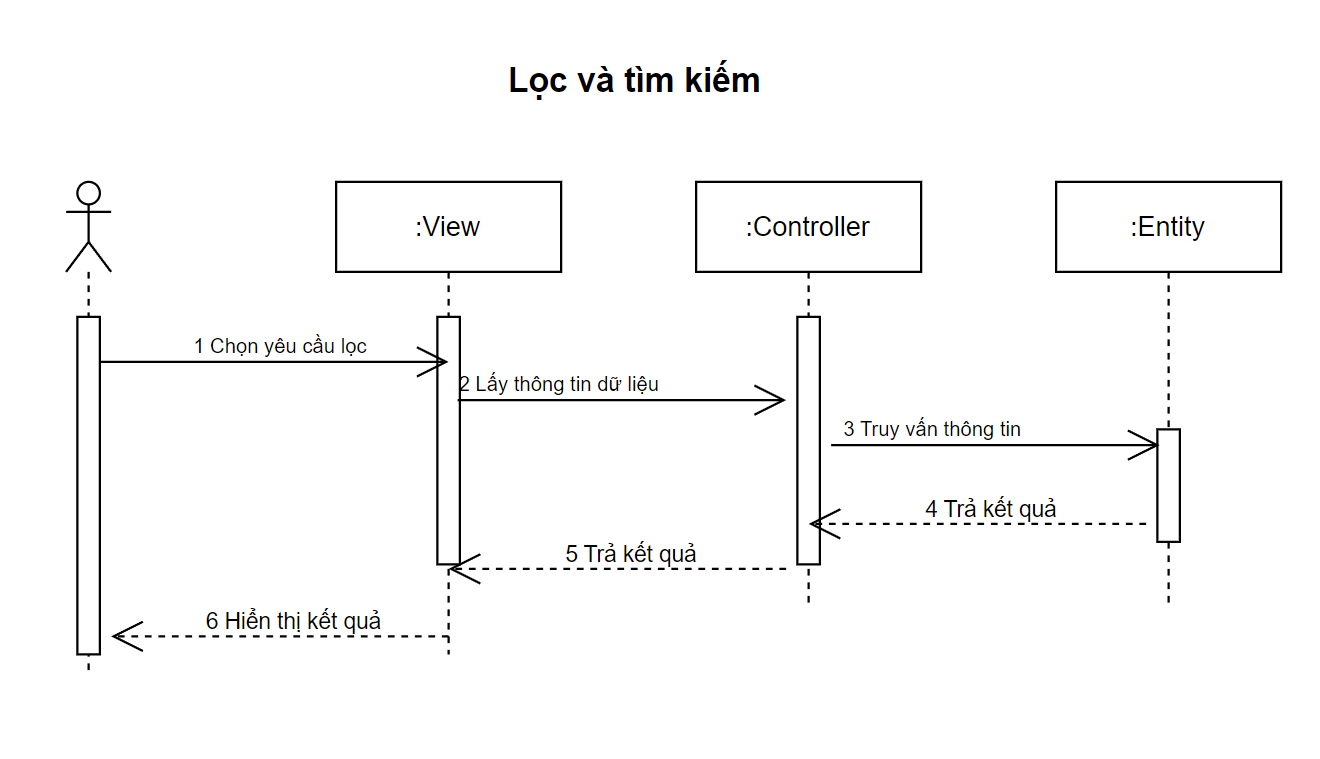 Lọc và tìm kiếm
:View
:Controller
:Entity
1 Chọn yêu cầu lọc
2 Lấy thông tin dữ liệu
3 Truy vấn thông tin
4 Trả kết quả
5 Trả kết quả
6 Hiển thị kết quả